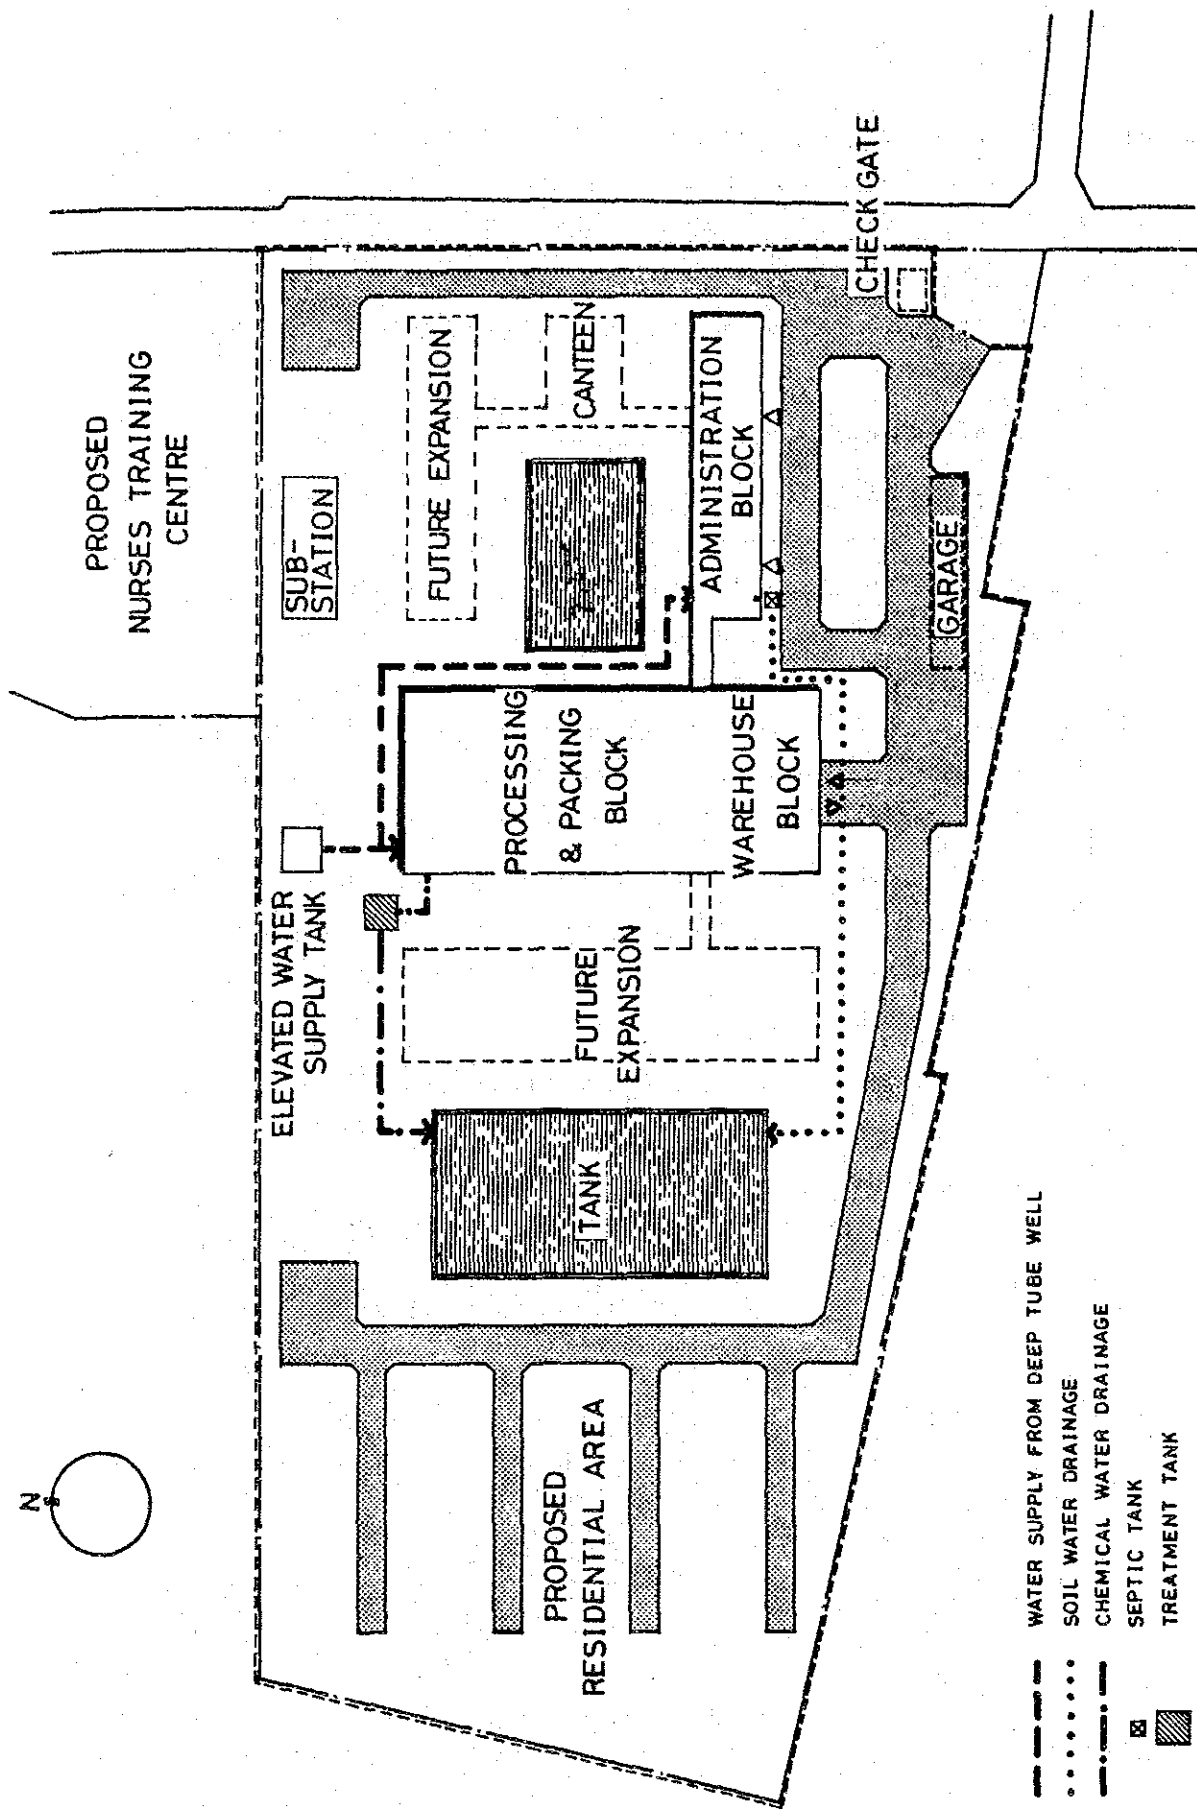 N
PROPOSED
NURSES TRAINING
CENTRE
SUB-
STATION
ELEVATED WATER
SUPPLY TANK
FUTURE EXPANSION
CANTEEN
PROCESSING
& PACKING
BLOCK
FUTURE
EXPANSION
TANK
PROPOSED
RESIDENTIAL AREA
ADMINISTRATION
BLOCK
WAREHOUSE
BLOCK
CHECK GATE
GARAGE
WATER SUPPLY FROM DEEP TUBE WELL
SOIL WATER DRAINAGE
CHEMICAL WATER DRAINAGE
SEPTIC TANK
TREATMENT TANK